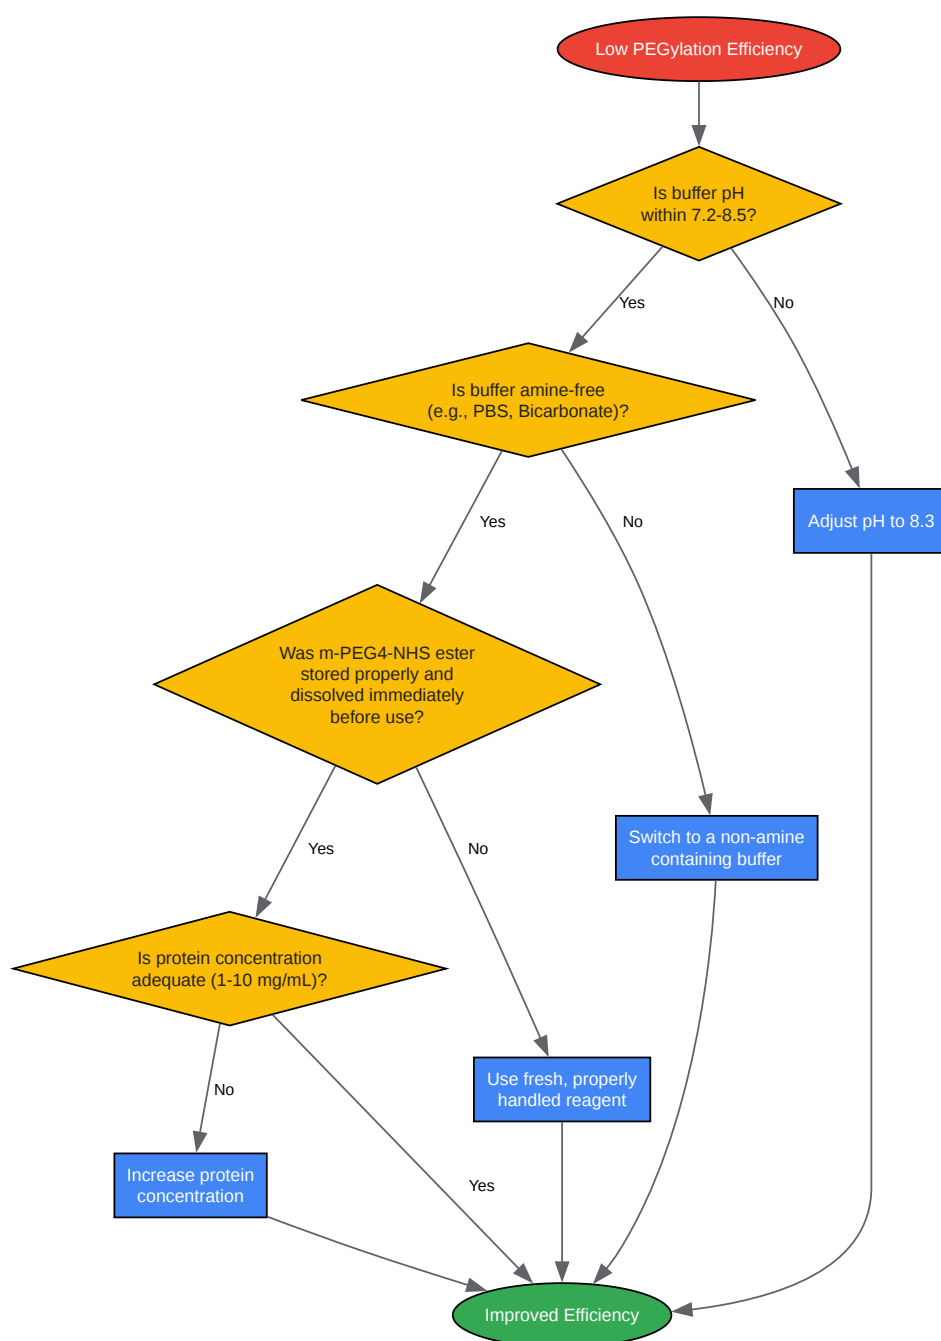 Low PEGylation Efficiency
Is buffer pH
within 7.2-8.5?
Yes
No
Is buffer amine-free
(e.g., PBS, Bicarbonate)?
Yes
No
Adjust pH to 8.3
Was m-PEG4-NHS ester
stored properly and
dissolved immediately
before use?
Yes
No
Switch to a non-amine
containing buffer
Is protein concentration
adequate (1-10 mg/mL)?
No
Use fresh, properly
handled reagent
Increase protein
concentration
Yes
Improved Efficiency